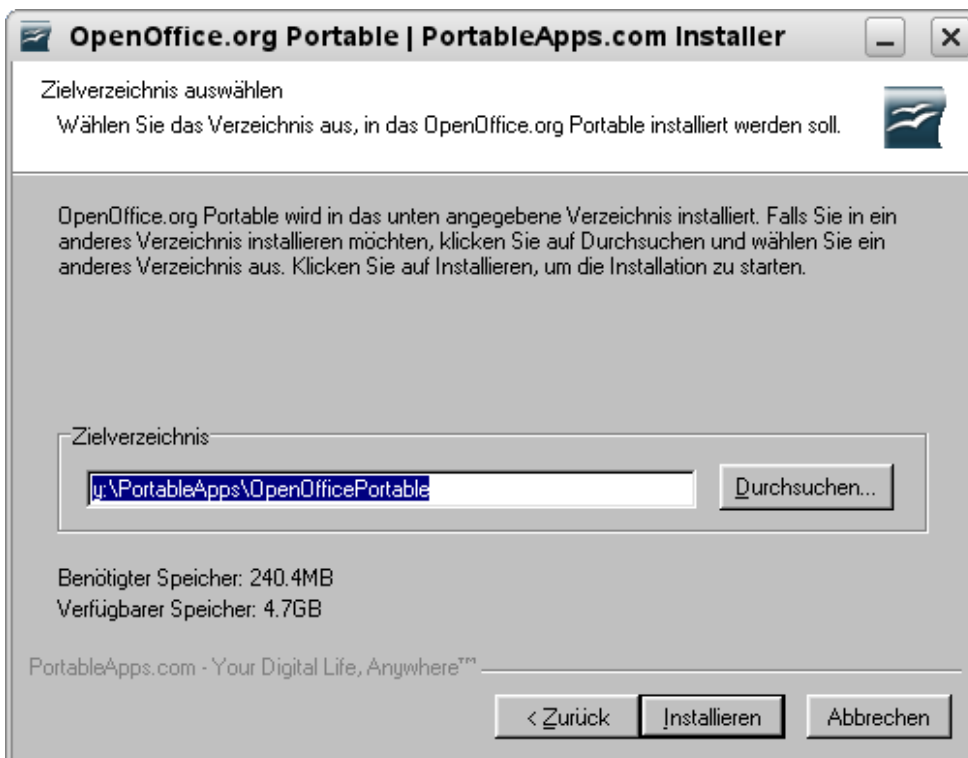 OpenOffice.org Portable | PortableApps.com Installer
Zielverzeichnis auswählen
Wählen Sie das Verzeichnis aus, in das OpenOffice.org Portable installiert werden soll.
OpenOffice.org Portable wird in das unten angegebene Verzeichnis installiert. Falls Sie in ein
anderes Verzeichnis installieren möchten, klicken Sie auf Durchsuchen und wählen Sie ein
anderes Verzeichnis aus. Klicken Sie auf Installieren, um die Installation zu starten.
Zielverzeichnis
y:\PortableApps\OpenOfficePortable
Durchsuchen...
Benötigter Speicher: 240.4MB
Verfügbarer Speicher: 4.7GB
PortableApps.com - Your Digital Life, Anywhere™
< Zurück Installieren Abbrechen